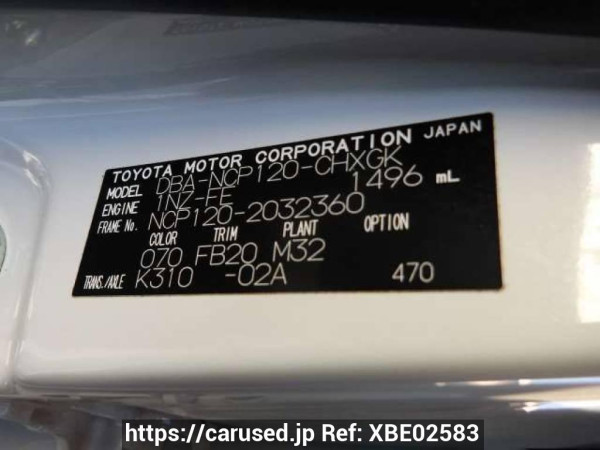 TOYOTA MOTOR CORPORATION JAPAN
MODEL DBA-NCP120-CHXGK
ENGINE 1NZ-FE 1496 mL
FRAME No. NCP120-2032360
COLOR TRIM PLANT OPTION
070 FB20 M32
TRANS./AXLE K310 -02A 470
https://carused.jp Ref: XBE02583